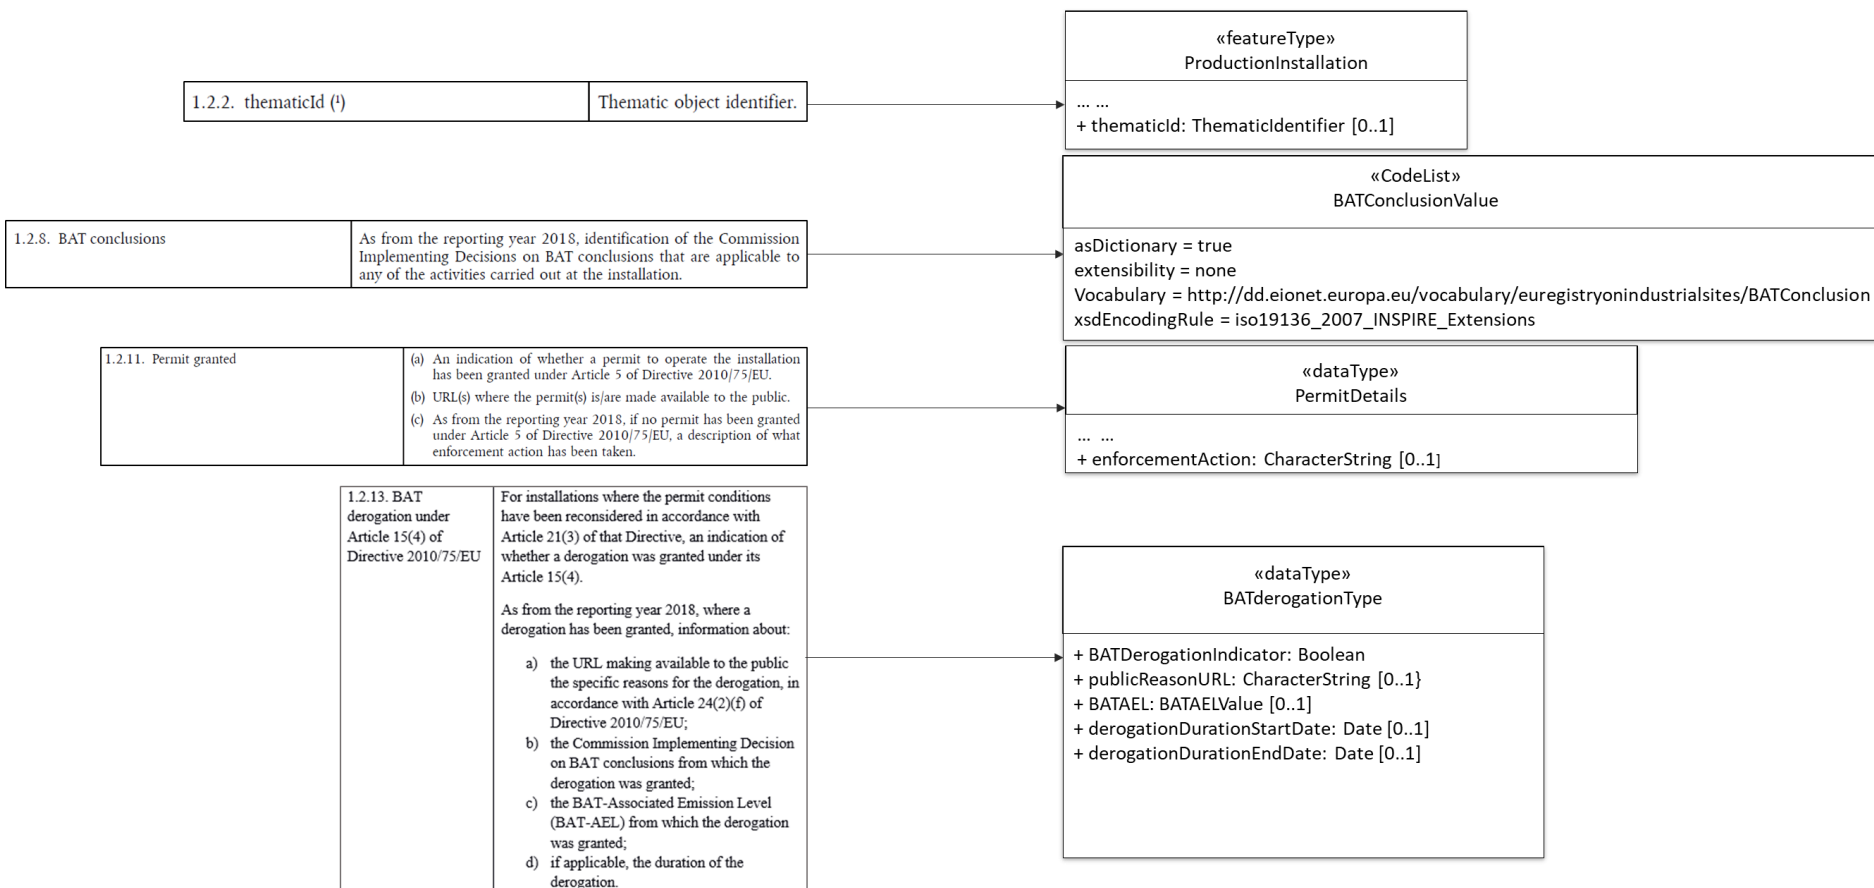 «featureType»
ProductionInstallation
1.2.2. thematicId (¹)
Thematic object identifier.
... ...
+ thematicId: ThematicIdentifier [0..1]
«CodeList»
BATConclusionValue
1.2.8. BAT conclusions
As from the reporting year 2018, identification of the Commission
Implementing Decisions on BAT conclusions that are applicable to
any of the activities carried out at the installation.
asDictionary = true
extensibility = none
Vocabulary = http://dd.eionet.europa.eu/vocabulary/euregistryonindustrialsites/BATConclusion
xsdEncodingRule = iso19136_2007_INSPIRE_Extensions
1.2.11. Permit granted
(a) An indication of whether a permit to operate the installation
has been granted under Article 5 of Directive 2010/75/EU.
(b) URL(s) where the permit(s) is/are made available to the public.
(c) As from the reporting year 2018, if no permit has been granted
under Article 5 of Directive 2010/75/EU, a description of what
enforcement action has been taken.
«dataType»
PermitDetails
... ...
+ enforcementAction: CharacterString [0..1]
1.2.13. BAT
derogation under
Article 15(4) of
Directive 2010/75/EU
For installations where the permit conditions
have been reconsidered in accordance with
Article 21(3) of that Directive, an indication of
whether a derogation was granted under its
Article 15(4).
As from the reporting year 2018, where a
derogation has been granted, information about:
a) the URL making available to the public
the specific reasons for the derogation, in
accordance with Article 24(2)(f) of
Directive 2010/75/EU;
b) the Commission Implementing Decision
on BAT conclusions from which the
derogation was granted;
c) the BAT-Associated Emission Level
(BAT-AEL) from which the derogation
was granted;
d) if applicable, the duration of the
derogation.
«dataType»
BATderogationType
+ BATDerogationIndicator: Boolean
+ publicReasonURL: CharacterString [0..1}
+ BATAEL: BATAELValue [0..1]
+ derogationDurationStartDate: Date [0..1]
+ derogationDurationEndDate: Date [0..1]